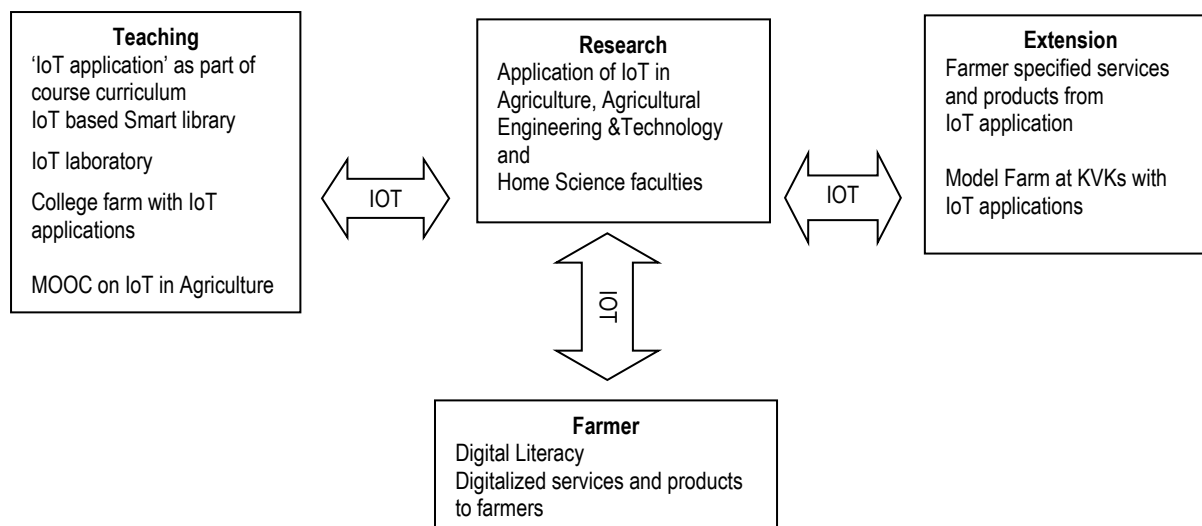 Teaching
‘IoT application’ as part of
course curriculum
IoT based Smart library
IoT laboratory
College farm with IoT
applications
MOOC on IoT in Agriculture
IOT
Research
Application of IoT in
Agriculture, Agricultural
Engineering &Technology
and
Home Science faculties
IOT
Extension
Farmer specified services
and products from
IoT application
Model Farm at KVKs with
IoT applications
IOT
Farmer
Digital Literacy
Digitalized services and products
to farmers